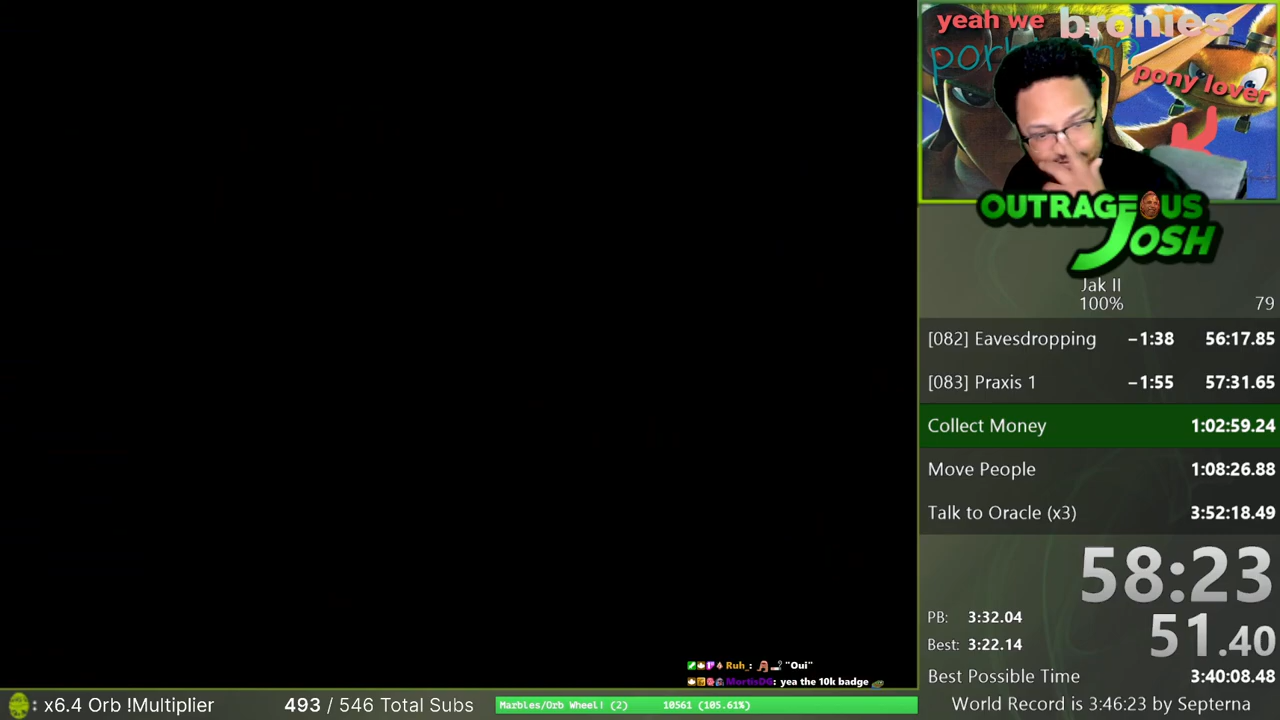 yeah we bronies
pony lover
OUTRAGEOUS
JOSH
Jak II
100% 79
[082] Eavesdropping −1:38 56:17.85
[083] Praxis 1 −1:55 57:31.65
Collect Money 1:02:59.24
Move People 1:08:26.88
Talk to Oracle (x3) 3:52:18.49
58:23
51.40
PB: 3:32.04
Best: 3:22.14
Best Possible Time 3:40:08.48
World Record is 3:46:23 by Septerna
Ruh_: "Oui"
MortisDG: yea the 10k badge
: x6.4 Orb !Multiplier 493 / 546 Total Subs Marbles/Orb Wheel! (2) 10561 (105.61%)